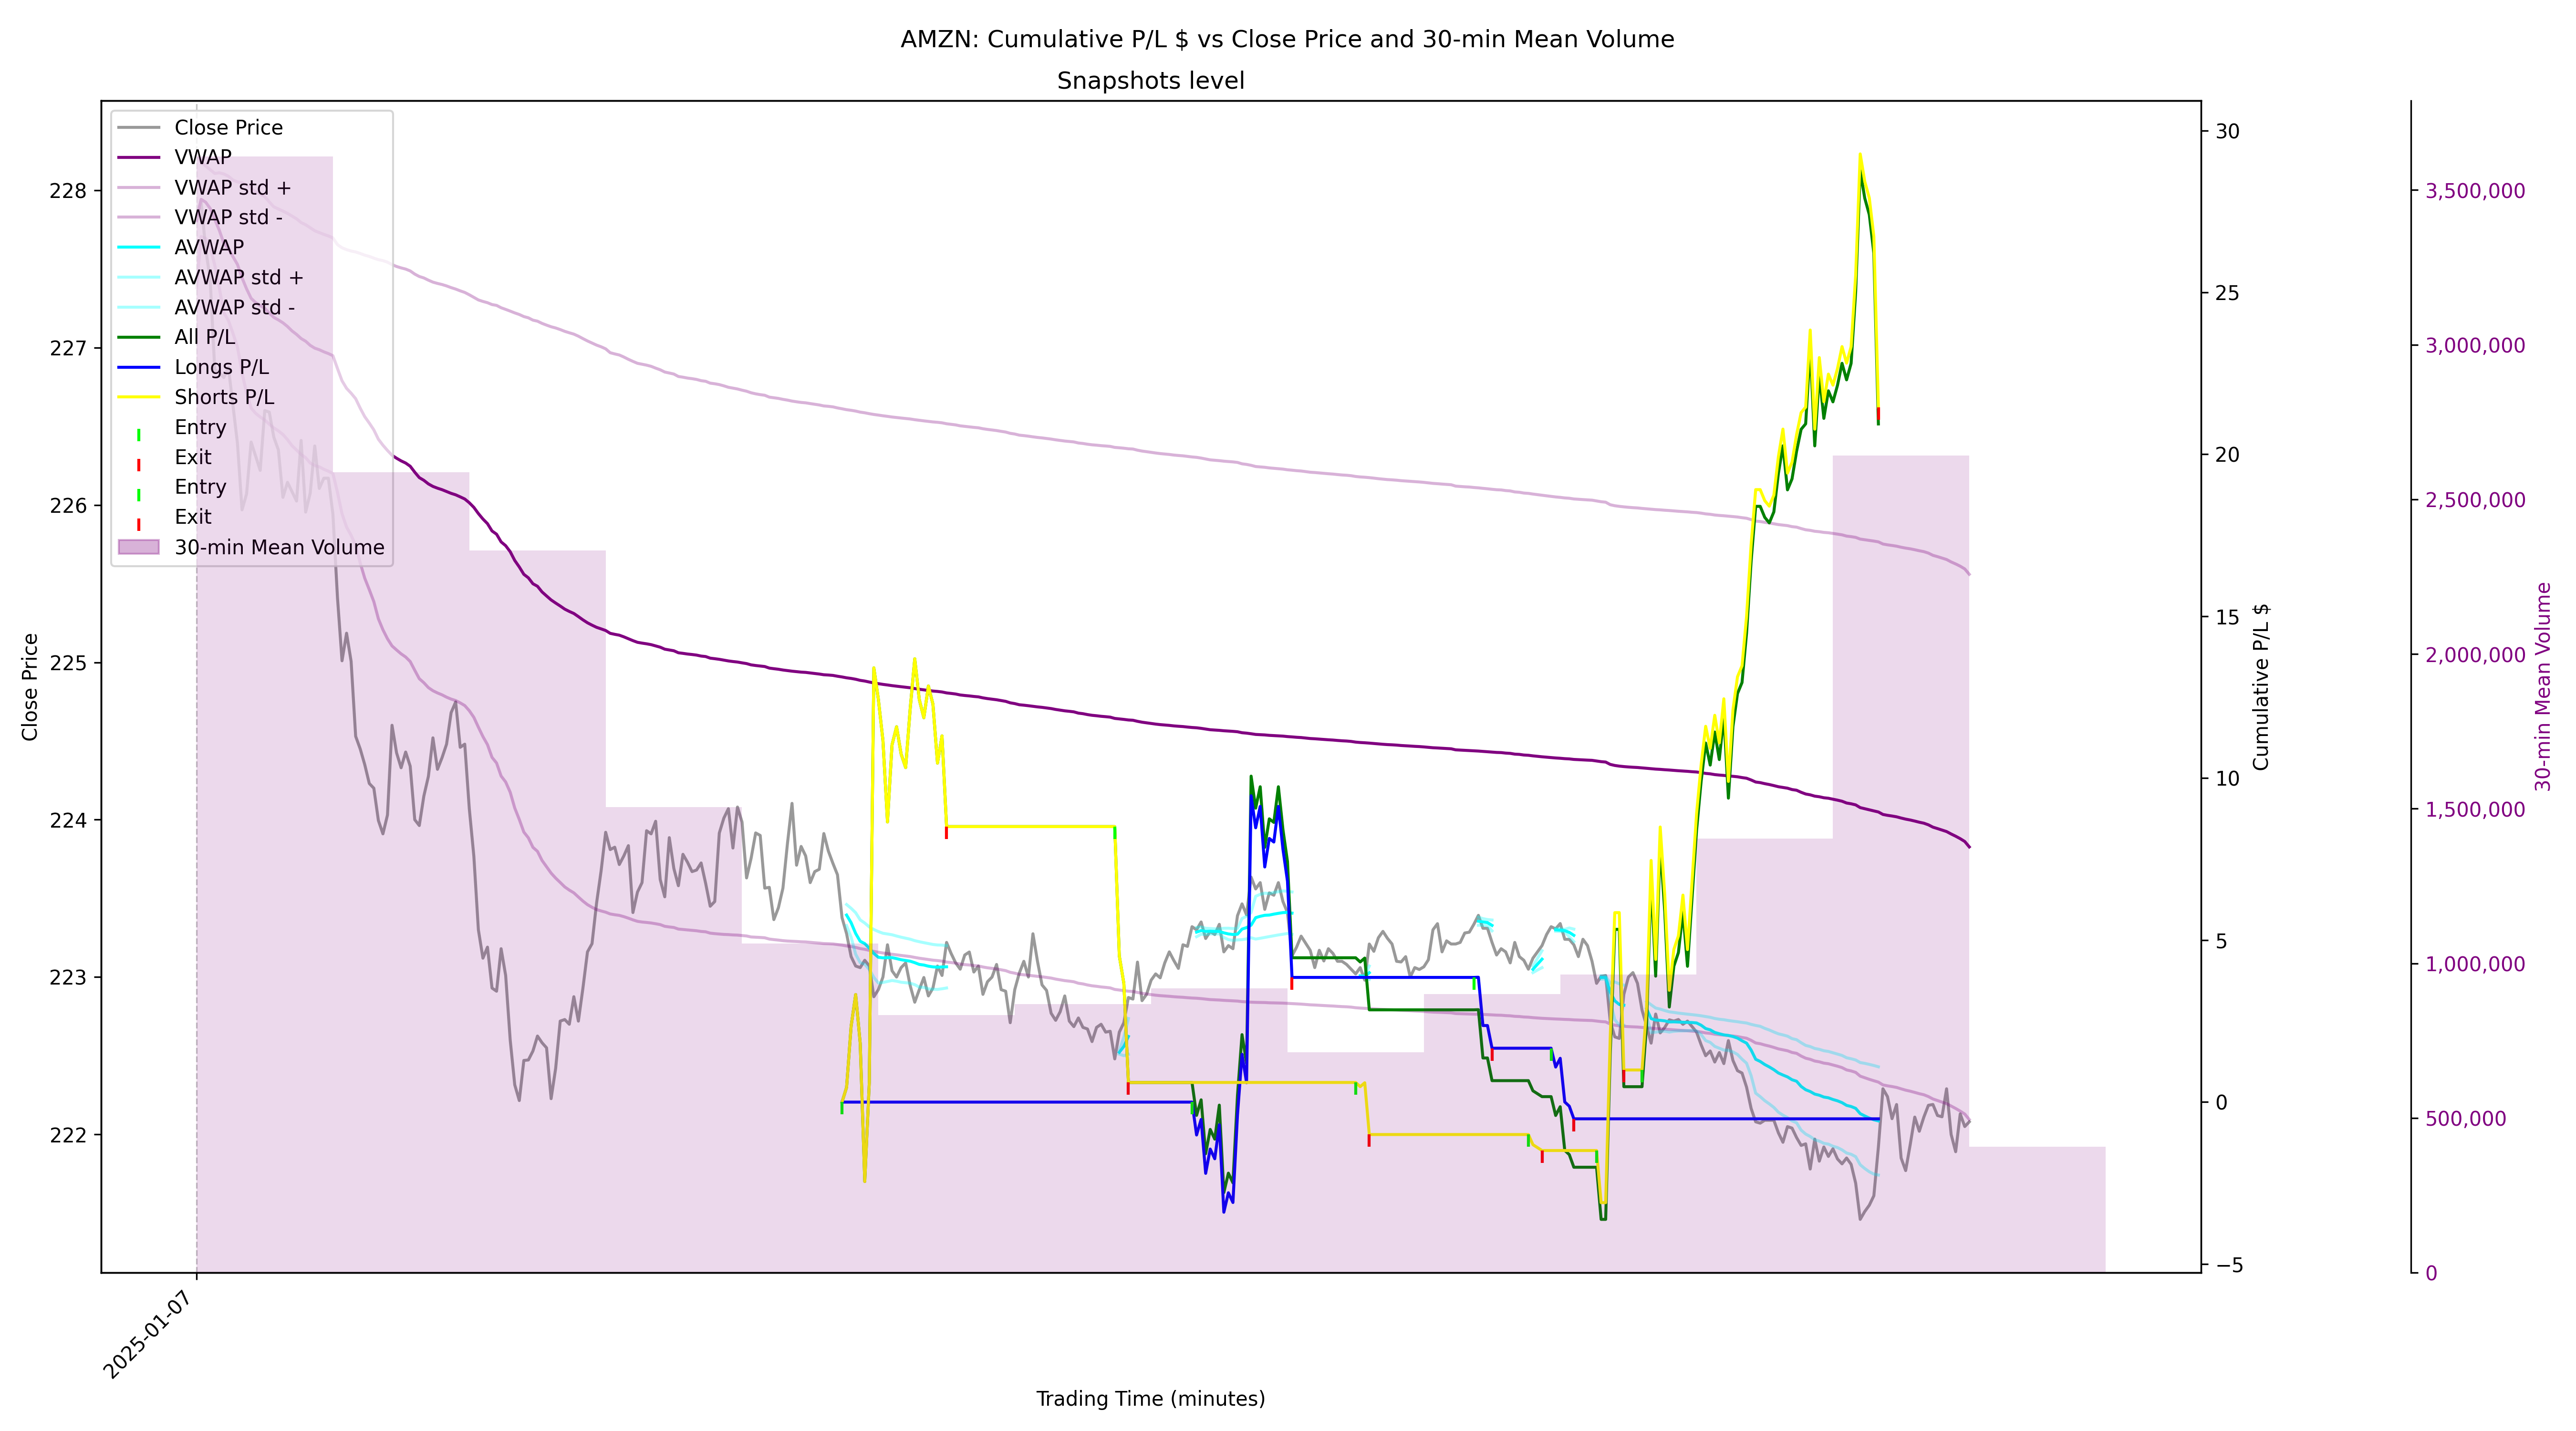 AMZN: Cumulative P/L $ vs Close Price and 30-min Mean Volume
Snapshots level
Close Price
VWAP
VWAP std +
VWAP std -
AVWAP
AVWAP std +
AVWAP std -
All P/L
Longs P/L
Shorts P/L
Entry
Exit
Entry
Exit
30-min Mean Volume
228
227
226
225
224
223
222
Close Price
30
25
20
15
10
5
0
−5
Cumulative P/L $
3,500,000
3,000,000
2,500,000
2,000,000
1,500,000
1,000,000
500,000
0
30-min Mean Volume
2025-01-07
Trading Time (minutes)